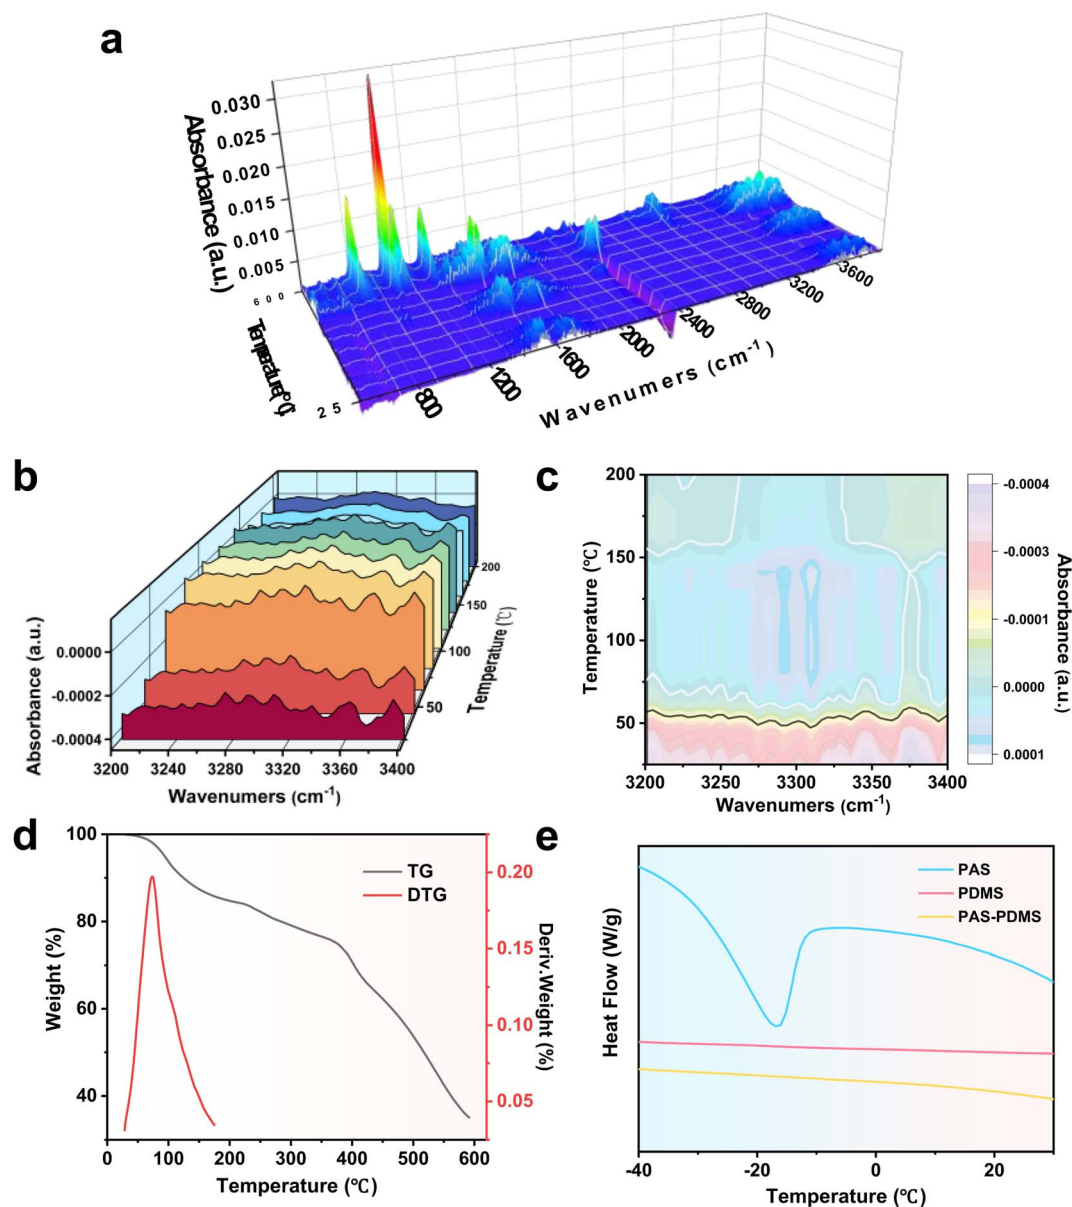 a
Absorbance (a.u.)
0.030
0.025
0.020
0.015
0.010
0.005
600
Temperature(℃)
25
800
1200
1600
2000
2400
2800
3200
3600
Wavenumers (cm-1)
b
Absorbance (a.u.)
0.0000
-0.0002
-0.0004
3200 3240 3280 3320 3360 3400
Wavenumers (cm-1)
50
100
150
200
Temperature (℃)
c
Temperature (℃)
200
150
100
50
3200 3250 3300 3350 3400
Wavenumers (cm-1)
-0.0004
-0.0003
-0.0001
0.0000
0.0001
Absorbance (a.u.)
d
Weight (%)
100
80
60
40
0 100 200 300 400 500 600
Temperature (℃)
TG
DTG
0.20
0.15
0.10
0.05
Deriv.Weight (%)
e
Heat Flow (W/g)
PAS
PDMS
PAS-PDMS
-40 -20 0 20
Temperature (℃)